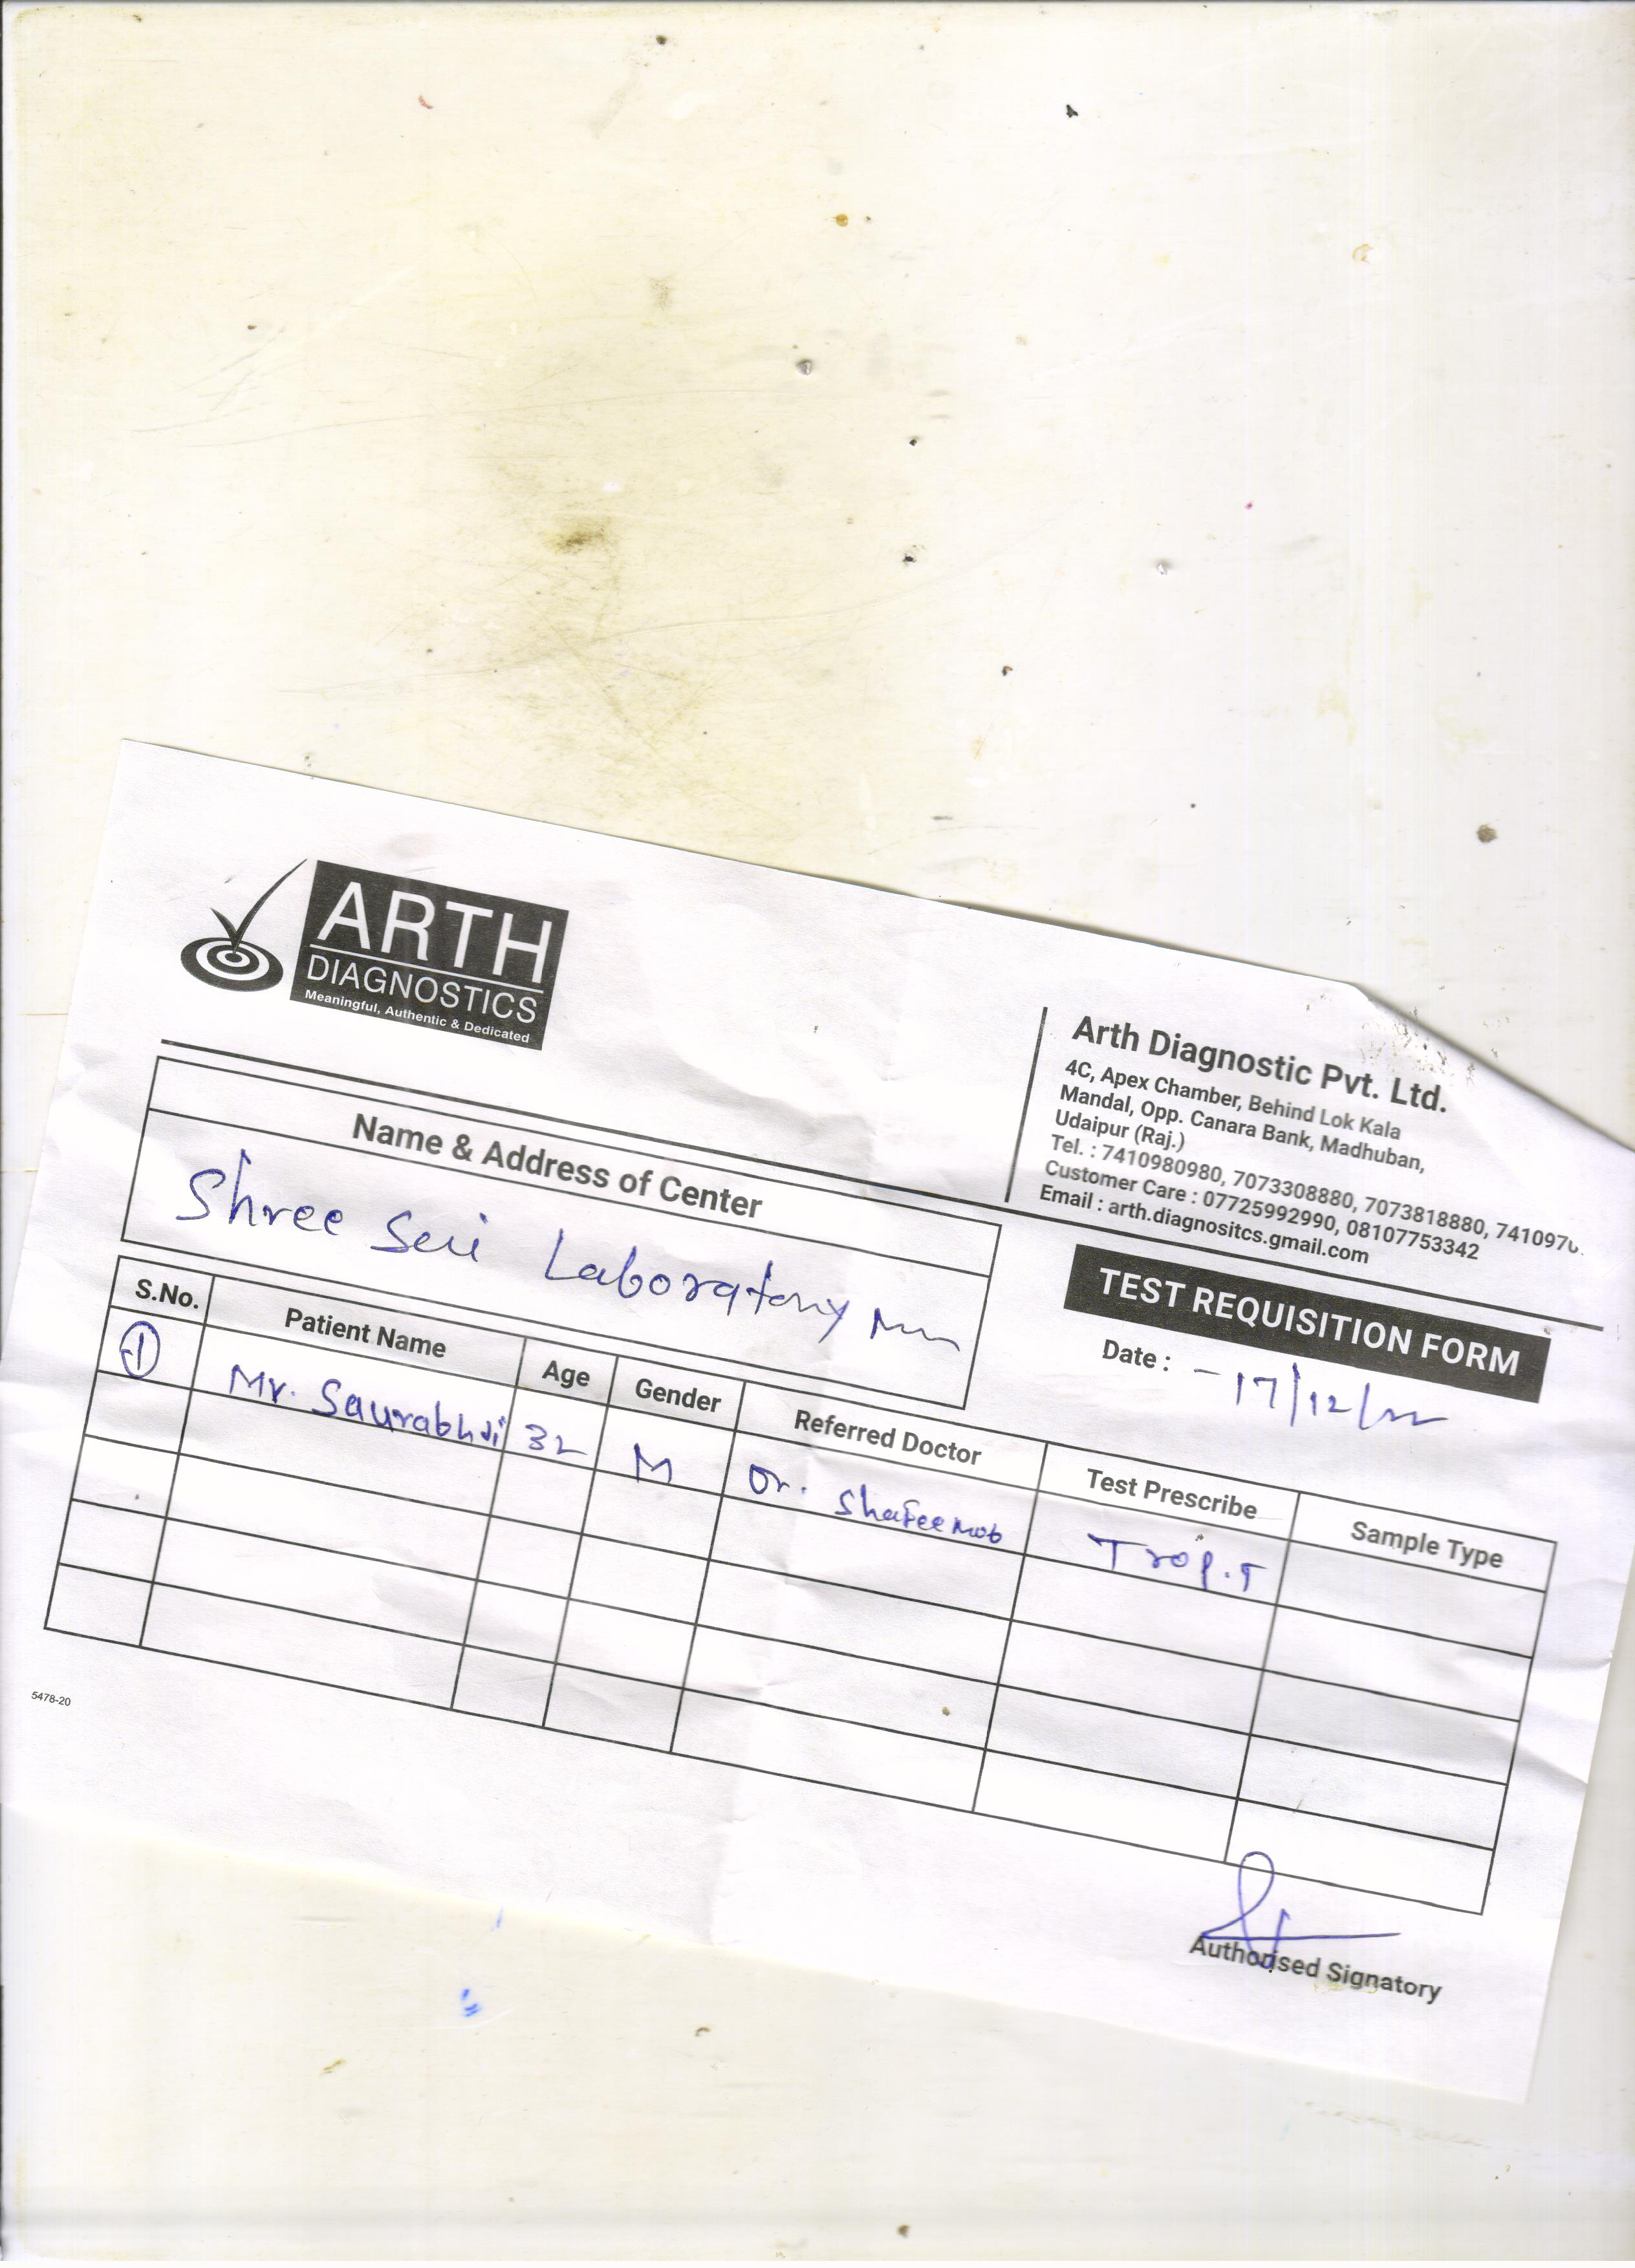 ARTH
DIAGNOSTICS
Meaningful, Authentic & Dedicated
Arth Diagnostic Pvt. Ltd.
4C, Apex Chamber, Behind Lok Kala
Mandal, Opp. Canara Bank, Madhuban,
Udaipur (Raj.)
Tel. : 7410980980, 7073308880, 7073818880,
Customer Care : 07725992990, 08107753342
Email : arth.diagnositcs.gmail.com
Name & Address of Center
Shree Laboratory
TEST REQUISITION FORM
Date : - 17/12/22
S.No. Patient Name Age Gender Referred Doctor Test Prescribe Sample Type
1 Mr. Saurabh Ji 32 M Dr. Trop.T
Authorised Signatory
5478-20